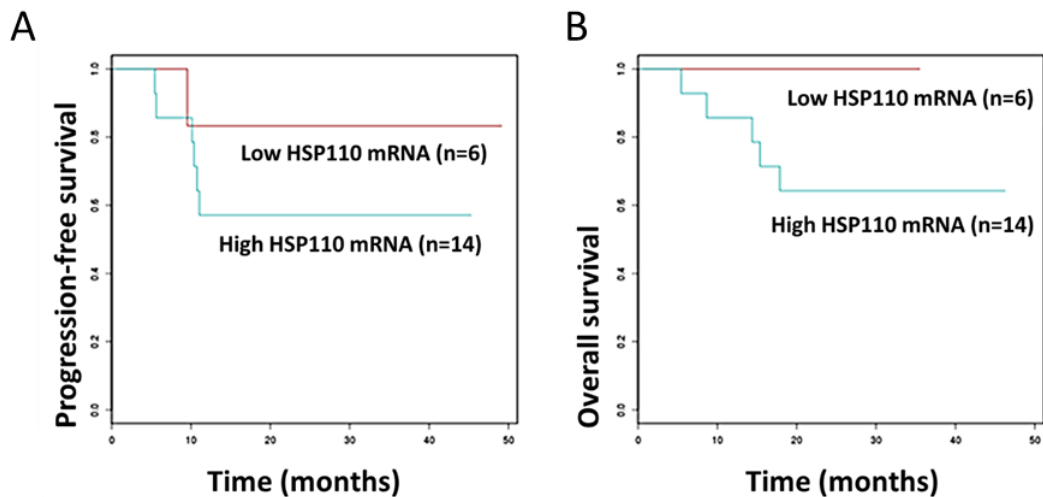 A
Progression-free survival
1.0
0.8
0.6
0.4
0.2
0.0
Low HSP110 mRNA (n=6)
High HSP110 mRNA (n=14)
0 10 20 30 40 50
Time (months)
B
Overall survival
1.0
0.8
0.6
0.4
0.2
0.0
Low HSP110 mRNA (n=6)
High HSP110 mRNA (n=14)
0 10 20 30 40 50
Time (months)